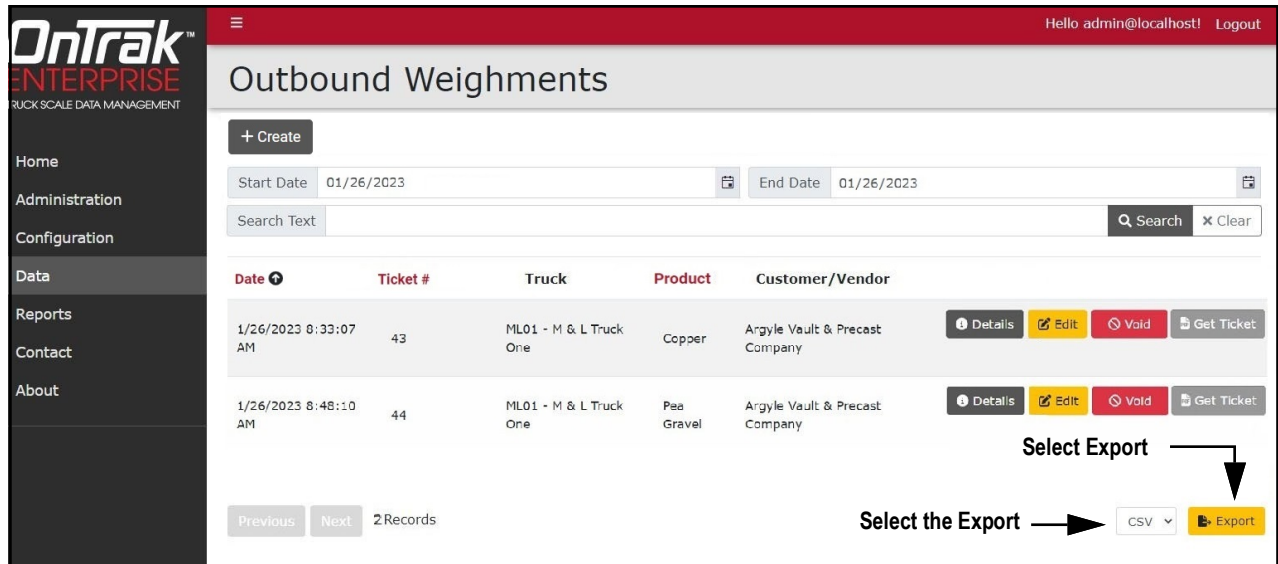 OnTrak™
ENTERPRISE
RUCK SCALE DATA MANAGEMENT
Hello admin@localhost! Logout
Outbound Weighments
+ Create
Start Date 01/26/2023 End Date 01/26/2023
Search Text Search × Clear
Home
Administration
Configuration
Data
Reports
Contact
About
Date Ticket # Truck Product Customer/Vendor
1/26/2023 8:33:07 AM 43 ML01 - M & L Truck One Copper Argyle Vault & Precast Company Details Edit Void Get Ticket
1/26/2023 8:48:10 AM 44 ML01 - M & L Truck One Pea Gravel Argyle Vault & Precast Company Details Edit Void Get Ticket
Select Export
Previous Next 2 Records Select the Export CSV Export